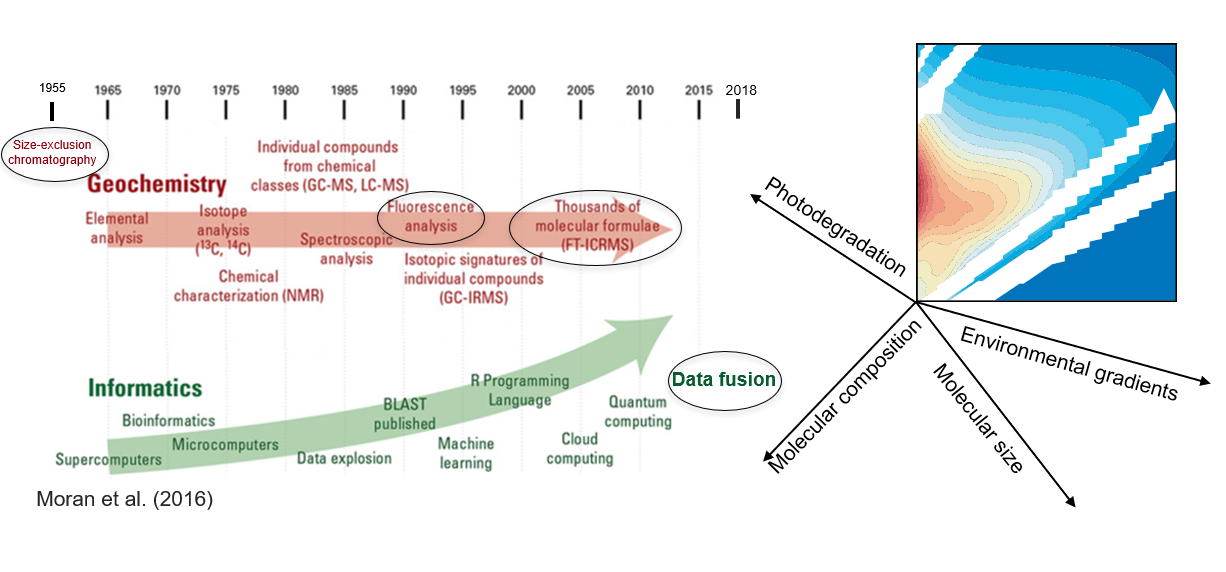 1955
1965
1970
1975
1980
1985
1990
1995
2000
2005
2010
2015
2018
Size-exclusion
chromatography
Geochemistry
Elemental
analysis
Isotope
analysis
(¹³C, ¹⁴C)
Chemical
characterization (NMR)
Individual compounds
from chemical
classes (GC-MS, LC-MS)
Spectroscopic
analysis
Fluorescence
analysis
Isotopic signatures of
individual compounds
(GC-IRMS)
Thousands of
molecular formulae
(FT-ICRMS)
Informatics
Supercomputers
Bioinformatics
Microcomputers
Data explosion
BLAST
published
Machine
learning
R Programming
Language
Cloud
computing
Quantum
computing
Data fusion
Moran et al. (2016)
Photodegradation
Molecular composition
Molecular size
Environmental gradients